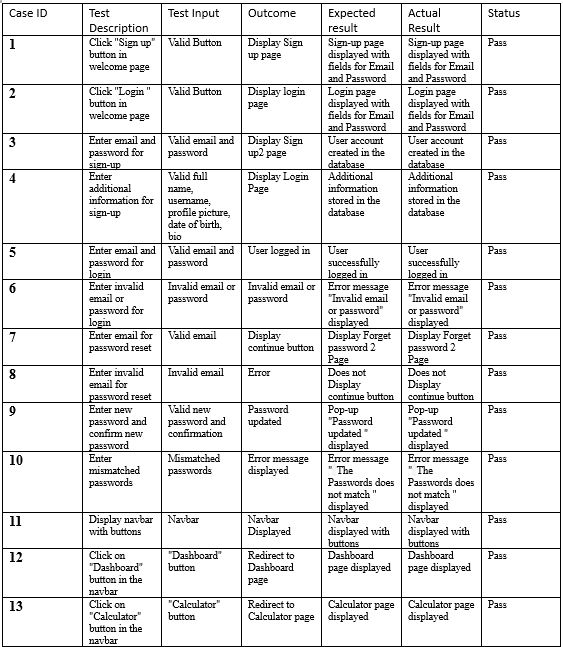 Case ID
Test
Description
Test Input
Outcome
Expected
result
Actual
Result
Status
1
Click "Sign up"
button in
welcome page
Valid Button
Display Sign
up page
Sign-up page
displayed with
fields for Email
and Password
Sign-up page
displayed with
fields for Email
and Password
Pass
2
Click "Login "
button in
welcome page
Valid Button
Display login
page
Login page
displayed with
fields for Email
and Password
Login page
displayed with
fields for Email
and Password
Pass
3
Enter email and
password for
sign-up
Valid email and
password
Display Sign
up2 page
User account
created in the
database
User account
created in the
database
Pass
4
Enter
additional
information for
sign-up
Valid full
name,
username,
profile picture,
date of birth,
bio
Display Login
Page
Additional
information
stored in the
database
Additional
information
stored in the
database
Pass
5
Enter email and
password for
login
Valid email and
password
User logged in
User
successfully
logged in
User
successfully
logged in
Pass
6
Enter invalid
email or
password for
login
Invalid email or
password
Invalid email or
password
Error message
"Invalid email
or password"
displayed
Error message
"Invalid email
or password"
displayed
Pass
7
Enter email for
password reset
Valid email
Display
continue button
Display Forget
password 2
Page
Display Forget
password 2
Page
Pass
8
Enter invalid
email for
password reset
Invalid email
Error
Does not
Display
continue button
Does not
Display
continue button
Pass
9
Enter new
password and
confirm new
password
Valid new
password and
confirmation
Password
updated
Pop-up
"Password
updated "
displayed
Pop-up
"Password
updated "
displayed
Pass
10
Enter
mismatched
passwords
Mismatched
passwords
Error message
displayed
Error message
" The
Passwords does
not match "
displayed
Error message
" The
Passwords does
not match "
displayed
Pass
11
Display navbar
with buttons
Navbar
Navbar
Displayed
Navbar
displayed with
buttons
Navbar
displayed with
buttons
Pass
12
Click on
"Dashboard"
button in the
navbar
"Dashboard"
button
Redirect to
Dashboard
page
Dashboard
page displayed
Dashboard
page displayed
Pass
13
Click on
"Calculator"
button in the
navbar
"Calculator"
button
Redirect to
Calculator page
Calculator page
displayed
Calculator page
displayed
Pass